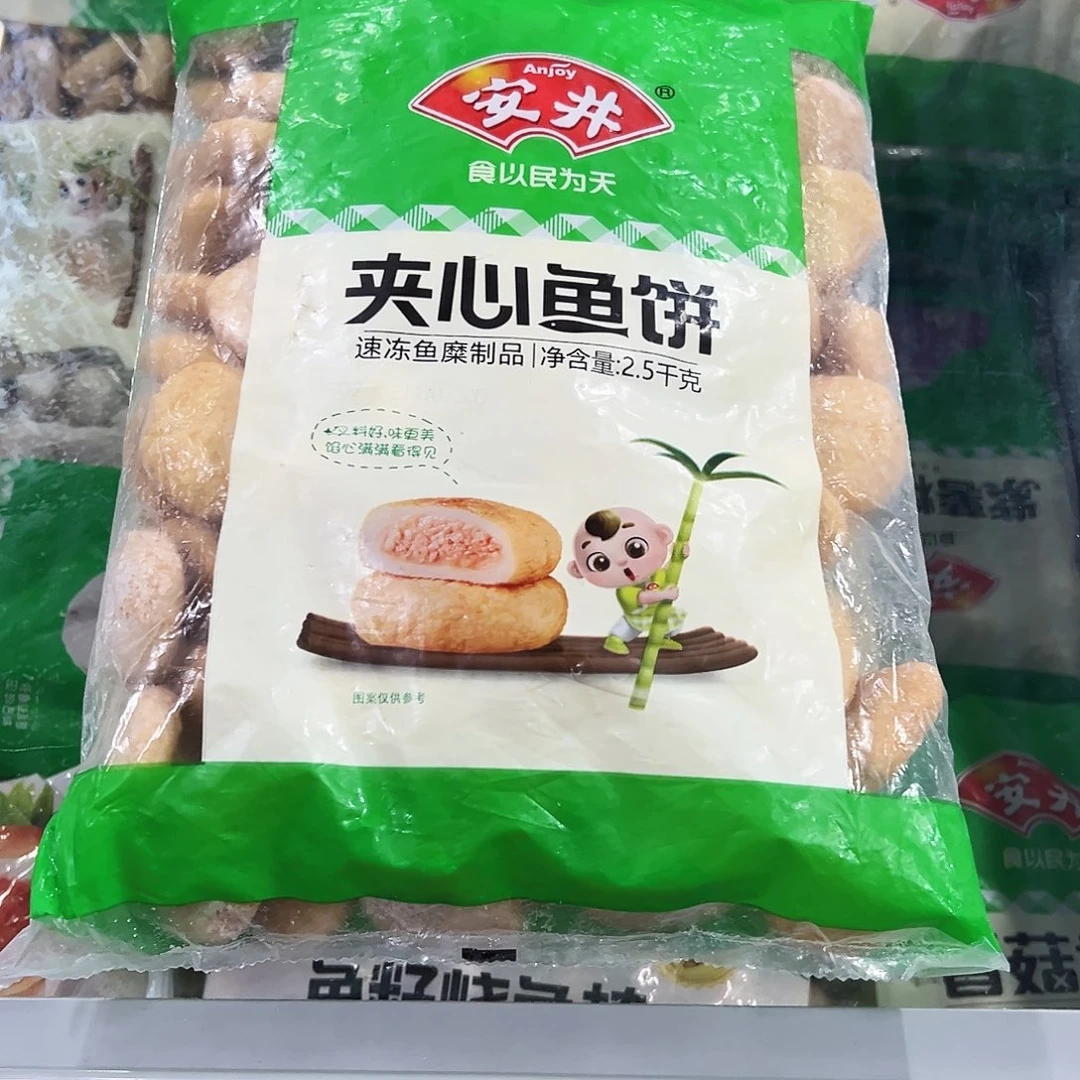 Anjoy
安井®
食以民为天
夹心鱼饼
速冻鱼糜制品|净含量:2.5千克
料好,味更美
馅心满满看得见
图案仅供参考
安井
食以民为
香菇